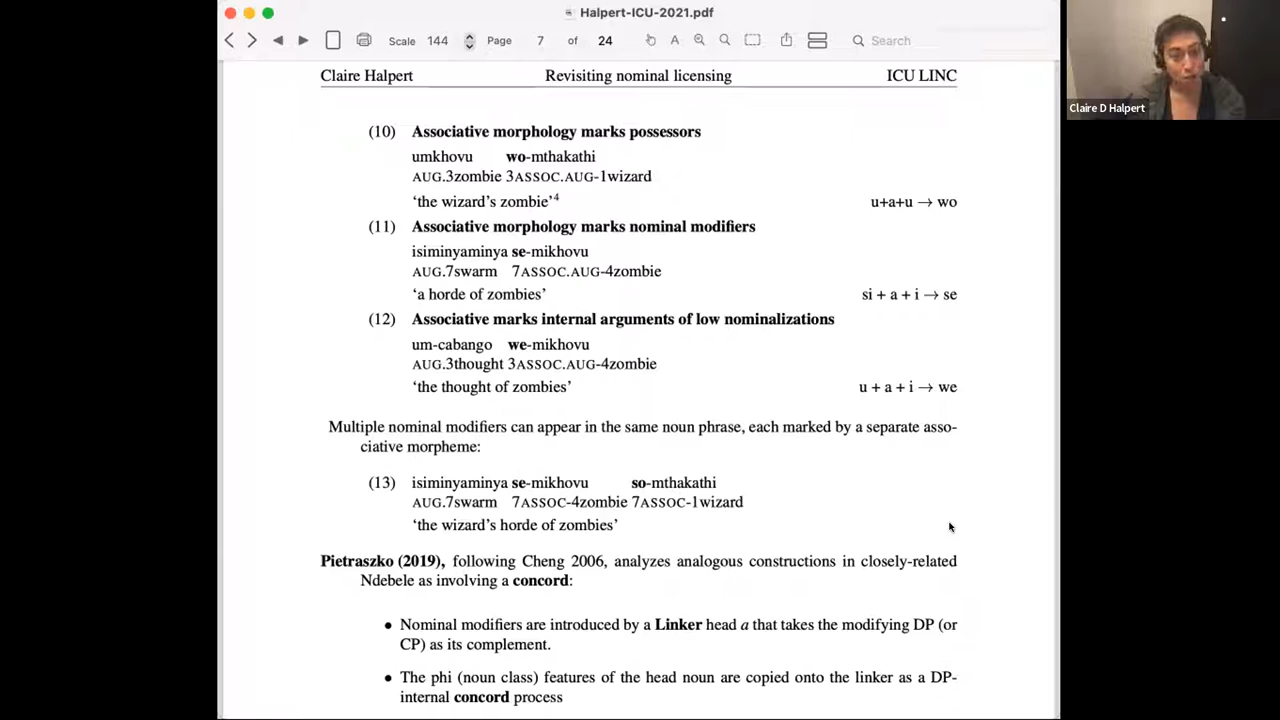 Halpert-ICU-2021.pdf
Scale 144 Page 7 of 24 Search
Claire D Halpert
Claire Halpert Revisiting nominal licensing ICU LINC
(10) Associative morphology marks possessors
umkhovu wo-mthakathi
AUG.3zombie 3ASSOC.AUG-1wizard
‘the wizard’s zombie’4 u+a+u → wo
(11) Associative morphology marks nominal modifiers
isiminyaminya se-mikhovu
AUG.7swarm 7ASSOC.AUG-4zombie
‘a horde of zombies’ si + a + i → se
(12) Associative marks internal arguments of low nominalizations
um-cabango we-mikhovu
AUG.3thought 3ASSOC.AUG-4zombie
‘the thought of zombies’ u + a + i → we
Multiple nominal modifiers can appear in the same noun phrase, each marked by a separate asso-
ciative morpheme:
(13) isiminyaminya se-mikhovu so-mthakathi
AUG.7swarm 7ASSOC-4zombie 7ASSOC-1wizard
‘the wizard’s horde of zombies’
Pietraszko (2019), following Cheng 2006, analyzes analogous constructions in closely-related
Ndebele as involving a concord:
• Nominal modifiers are introduced by a Linker head a that takes the modifying DP (or
CP) as its complement.
• The phi (noun class) features of the head noun are copied onto the linker as a DP-
internal concord process